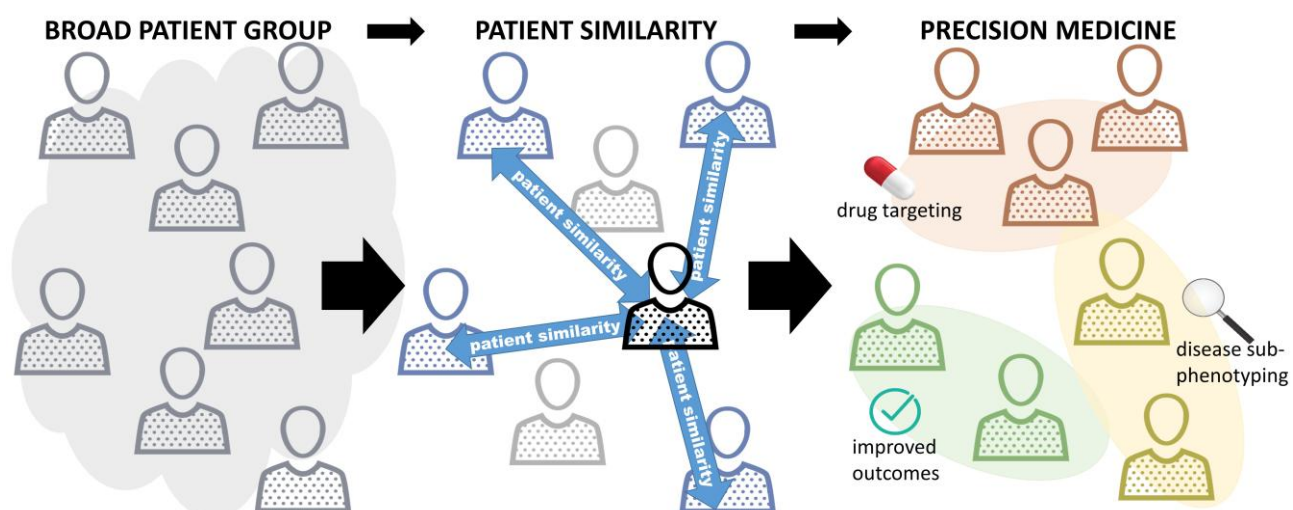 BROAD PATIENT GROUP
PATIENT SIMILARITY
PRECISION MEDICINE
patient similarity
patient similarity
patient similarity
patient similarity
drug targeting
disease sub-
phenotyping
improved
outcomes